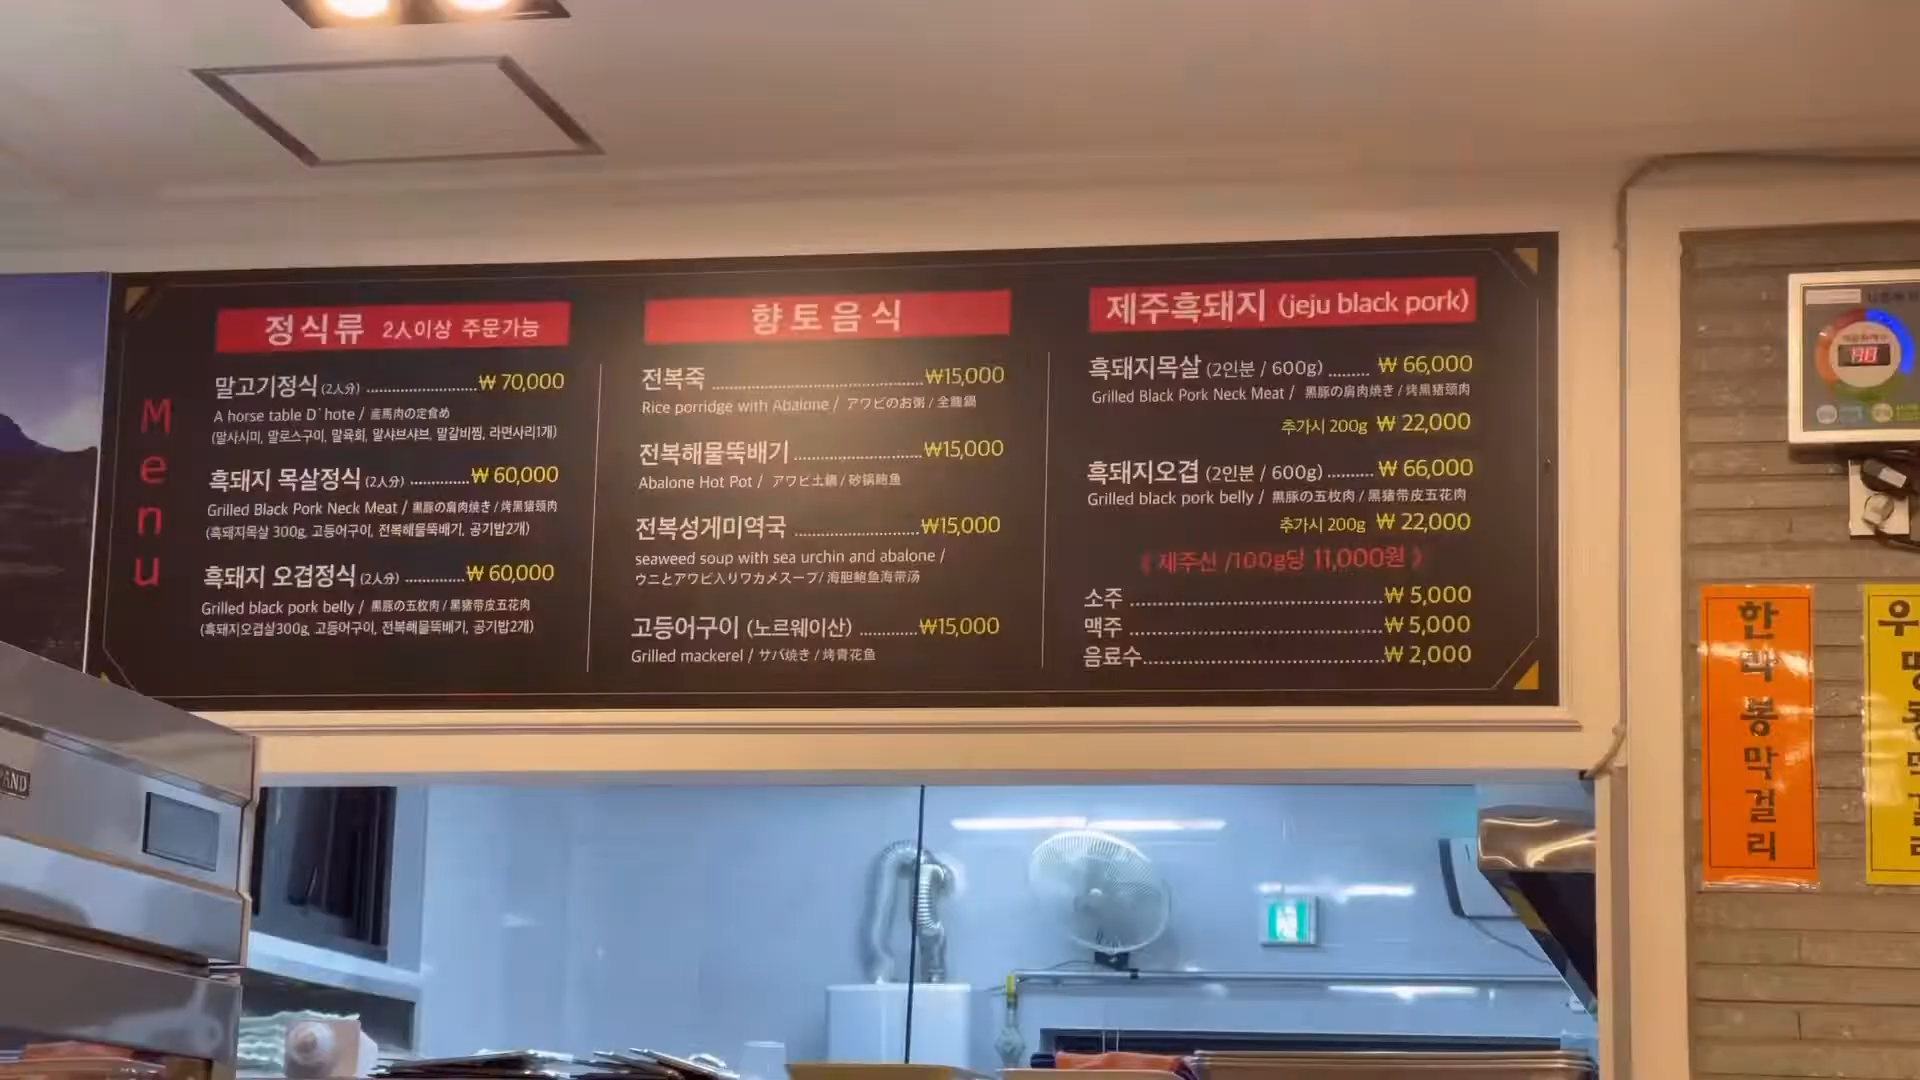 Menu
정식류 2人이상 주문가능
말고기정식 (2人分) ₩ 70,000
A horse table D'hote / 産馬肉の定食め
(말사시미, 말로스구이, 말육회, 말샤브샤브, 말갈비찜, 라면사리1개)
흑돼지 목살정식 (2人分) ₩ 60,000
Grilled Black Pork Neck Meat / 黒豚の肩肉焼き / 烤黑猪颈肉
(흑돼지목살 300g, 고등어구이, 전복해물뚝배기, 공기밥2개)
흑돼지 오겹정식 (2人分) ₩ 60,000
Grilled black pork belly / 黒豚の五枚肉 / 黑猪带皮五花肉
(흑돼지오겹살300g, 고등어구이, 전복해물뚝배기, 공기밥2개)
향토음식
전복죽 ₩15,000
Rice porridge with Abalone / アワビのお粥 / 全鰒鍋
전복해물뚝배기 ₩15,000
Abalone Hot Pot / アワビ土鍋 / 砂锅鲍鱼
전복성게미역국 ₩15,000
seaweed soup with sea urchin and abalone /
ウニとアワビ入りワカメスープ / 海胆鲍鱼海带汤
고등어구이 (노르웨이산) ₩15,000
Grilled mackerel / サバ焼き / 烤青花鱼
제주흑돼지 (jeju black pork)
흑돼지목살 (2인분 / 600g) ₩ 66,000
Grilled Black Pork Neck Meat / 黒豚の肩肉焼き / 烤黑猪颈肉
추가시 200g ₩ 22,000
흑돼지오겹 (2인분 / 600g) ₩ 66,000
Grilled black pork belly / 黒豚の五枚肉 / 黑猪带皮五花肉
추가시 200g ₩ 22,000
《 제주산 /100g당 11,000원 》
소주 ₩ 5,000
맥주 ₩ 5,000
음료수 ₩ 2,000
한라봉막걸리